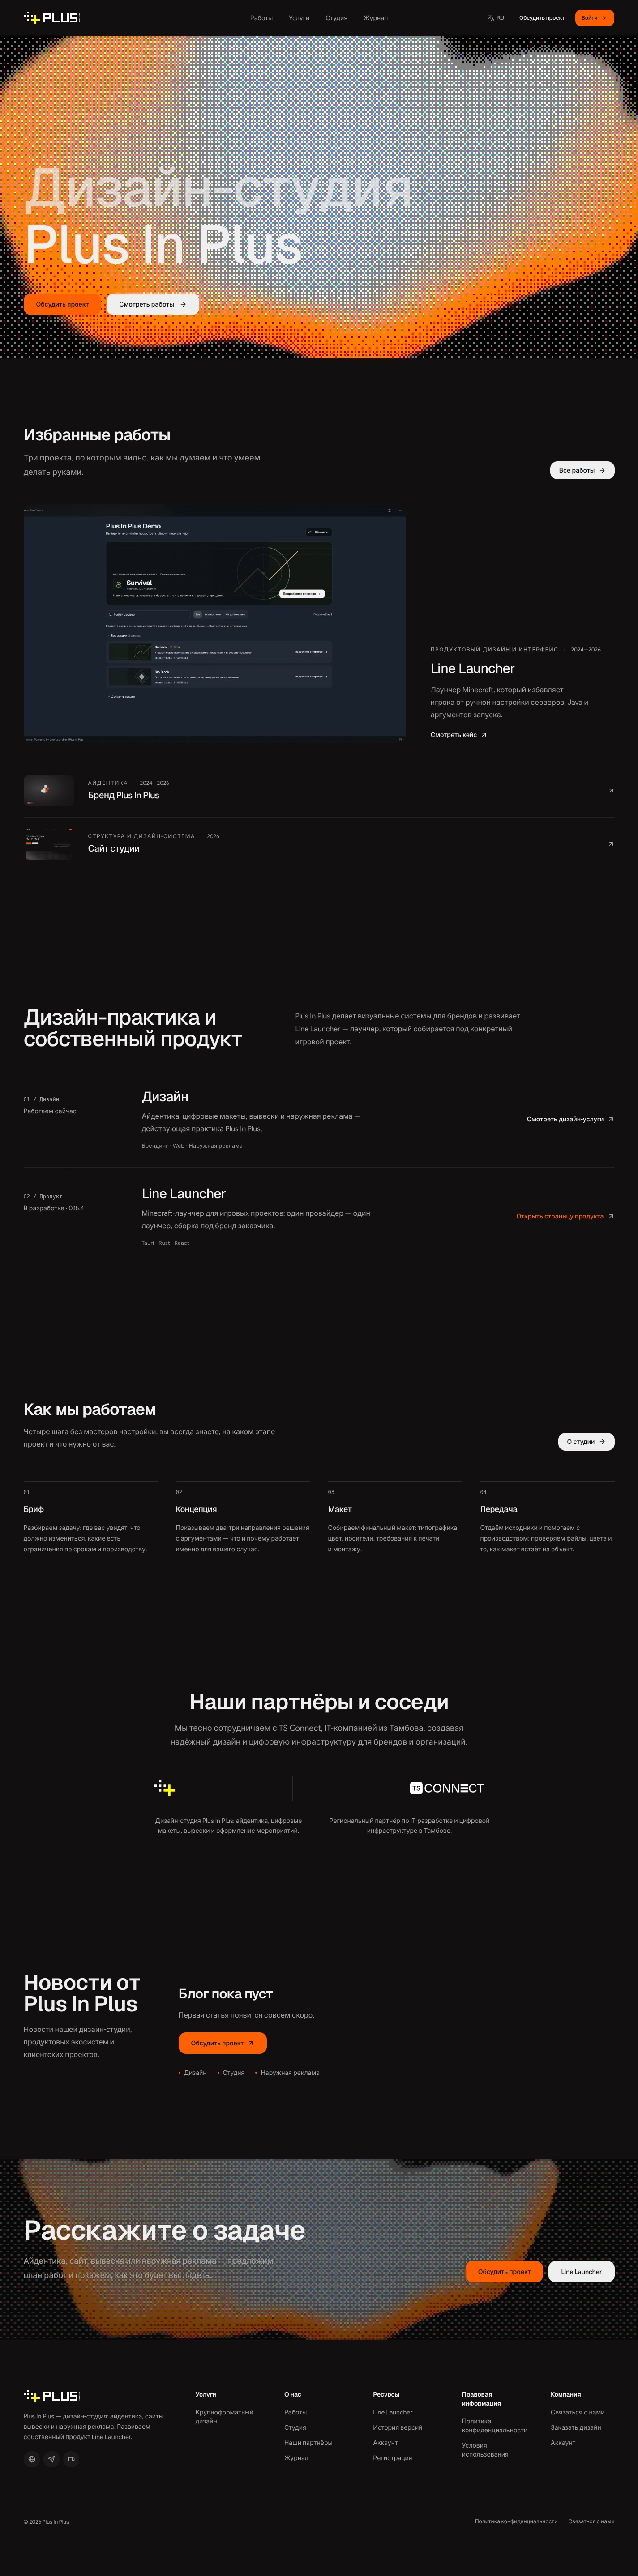 PLUS
Работы
Услуги
Студия
Журнал
RU
Обсудить проект
Войти
Дизайн-студия
Plus In Plus
Обсудить проект
Смотреть работы
Избранные работы
Три проекта, по которым видно, как мы думаем и что умеем
делать руками.
Все работы
Plus In Plus Demo
Survival
ПРОДУКТОВЫЙ ДИЗАЙН И ИНТЕРФЕЙС · 2024—2026
Line Launcher
Лаунчер Minecraft, который избавляет
игрока от ручной настройки серверов, Java и
аргументов запуска.
Смотреть кейс
АЙДЕНТИКА · 2024—2026
Бренд Plus In Plus
СТРУКТУРА И ДИЗАЙН-СИСТЕМА · 2026
Сайт студии
Дизайн-практика и
собственный продукт
Plus In Plus делает визуальные системы для брендов и развивает
Line Launcher — лаунчер, который собирается под конкретный
игровой проект.
01 / Дизайн
Работаем сейчас
Дизайн
Айдентика, цифровые макеты, вывески и наружная реклама —
действующая практика Plus In Plus.
Брендинг · Web · Наружная реклама
Смотреть дизайн-услуги
02 / Продукт
В разработке · 0.15.4
Line Launcher
Minecraft-лаунчер для игровых проектов: один провайдер — один
лаунчер, сборка под бренд заказчика.
Tauri · Rust · React
Открыть страницу продукта
Как мы работаем
Четыре шага без мастеров настройки: вы всегда знаете, на каком этапе
проект и что нужно от вас.
О студии
01
Бриф
Разбираем задачу: где вас увидят, что
должно измениться, какие есть
ограничения по срокам и производству.
02
Концепция
Показываем два-три направления решения
с аргументами — что и почему работает
именно для вашего случая.
03
Макет
Собираем финальный макет: типографика,
цвет, носители, требования к печати
и монтажу.
04
Передача
Отдаём исходники и помогаем с
производством: проверяем файлы, цвета и
то, как макет встаёт на объект.
Наши партнёры и соседи
Мы тесно сотрудничаем с TS Connect, IT-компанией из Тамбова, создавая
надёжный дизайн и цифровую инфраструктуру для брендов и организаций.
Дизайн-студия Plus In Plus: айдентика, цифровые
макеты, вывески и оформление мероприятий.
TS CONNECT
Региональный партнёр по IT-разработке и цифровой
инфраструктуре в Тамбове.
Новости от
Plus In Plus
Новости нашей дизайн-студии,
продуктовых экосистем и
клиентских проектов.
Блог пока пуст
Первая статья появится совсем скоро.
Обсудить проект
• Дизайн • Студия • Наружная реклама
Расскажите о задаче
Айдентика, сайт, вывеска или наружная реклама — предложим
план работ и покажем, как это будет выглядеть.
Обсудить проект
Line Launcher
PLUS
Plus In Plus — дизайн-студия: айдентика, сайты,
вывески и наружная реклама. Развиваем
собственный продукт Line Launcher.
Услуги
Крупноформатный
дизайн
О нас
Работы
Студия
Наши партнёры
Журнал
Ресурсы
Line Launcher
История версий
Аккаунт
Регистрация
Правовая
информация
Политика
конфиденциальности
Условия
использования
Компания
Связаться с нами
Заказать дизайн
Аккаунт
© 2026 Plus In Plus
Политика конфиденциальности
Связаться с нами